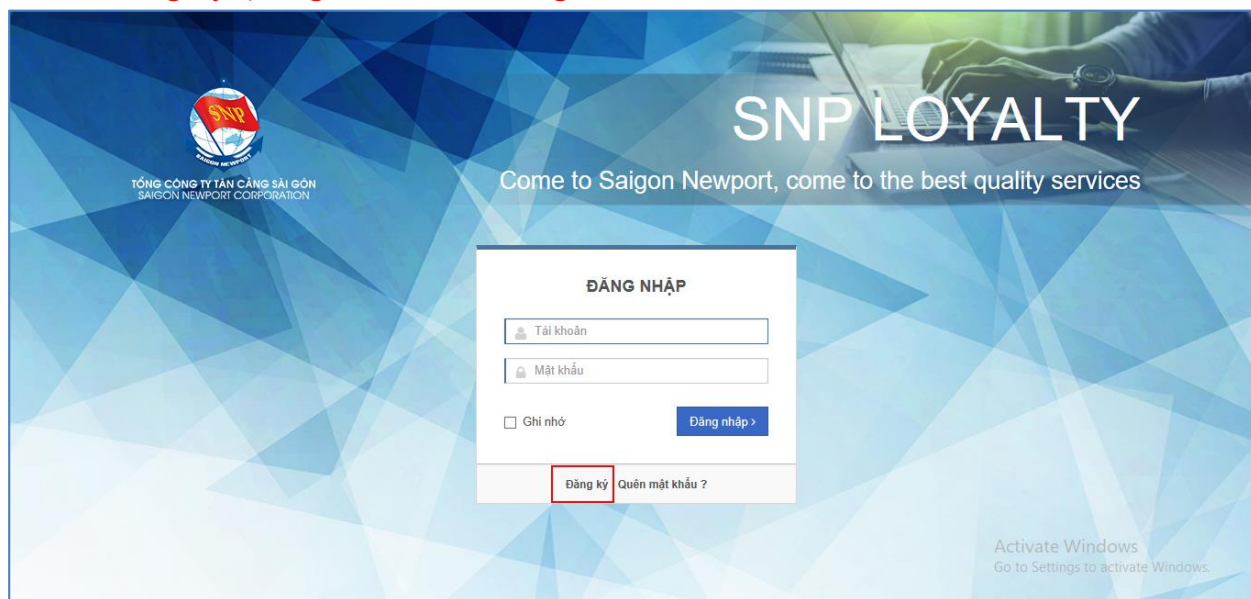 SNP LOYALTY
Come to Saigon Newport, come to the best quality services
SNP
SAIGON NEWPORT
TỔNG CÔNG TY TÂN CẢNG SÀI GÒN
SAIGON NEWPORT CORPORATION
ĐĂNG NHẬP
Tài khoản
Mật khẩu
Ghi nhớ
Đăng nhập >
Đăng ký Quên mật khẩu ?
Activate Windows
Go to Settings to activate Windows.